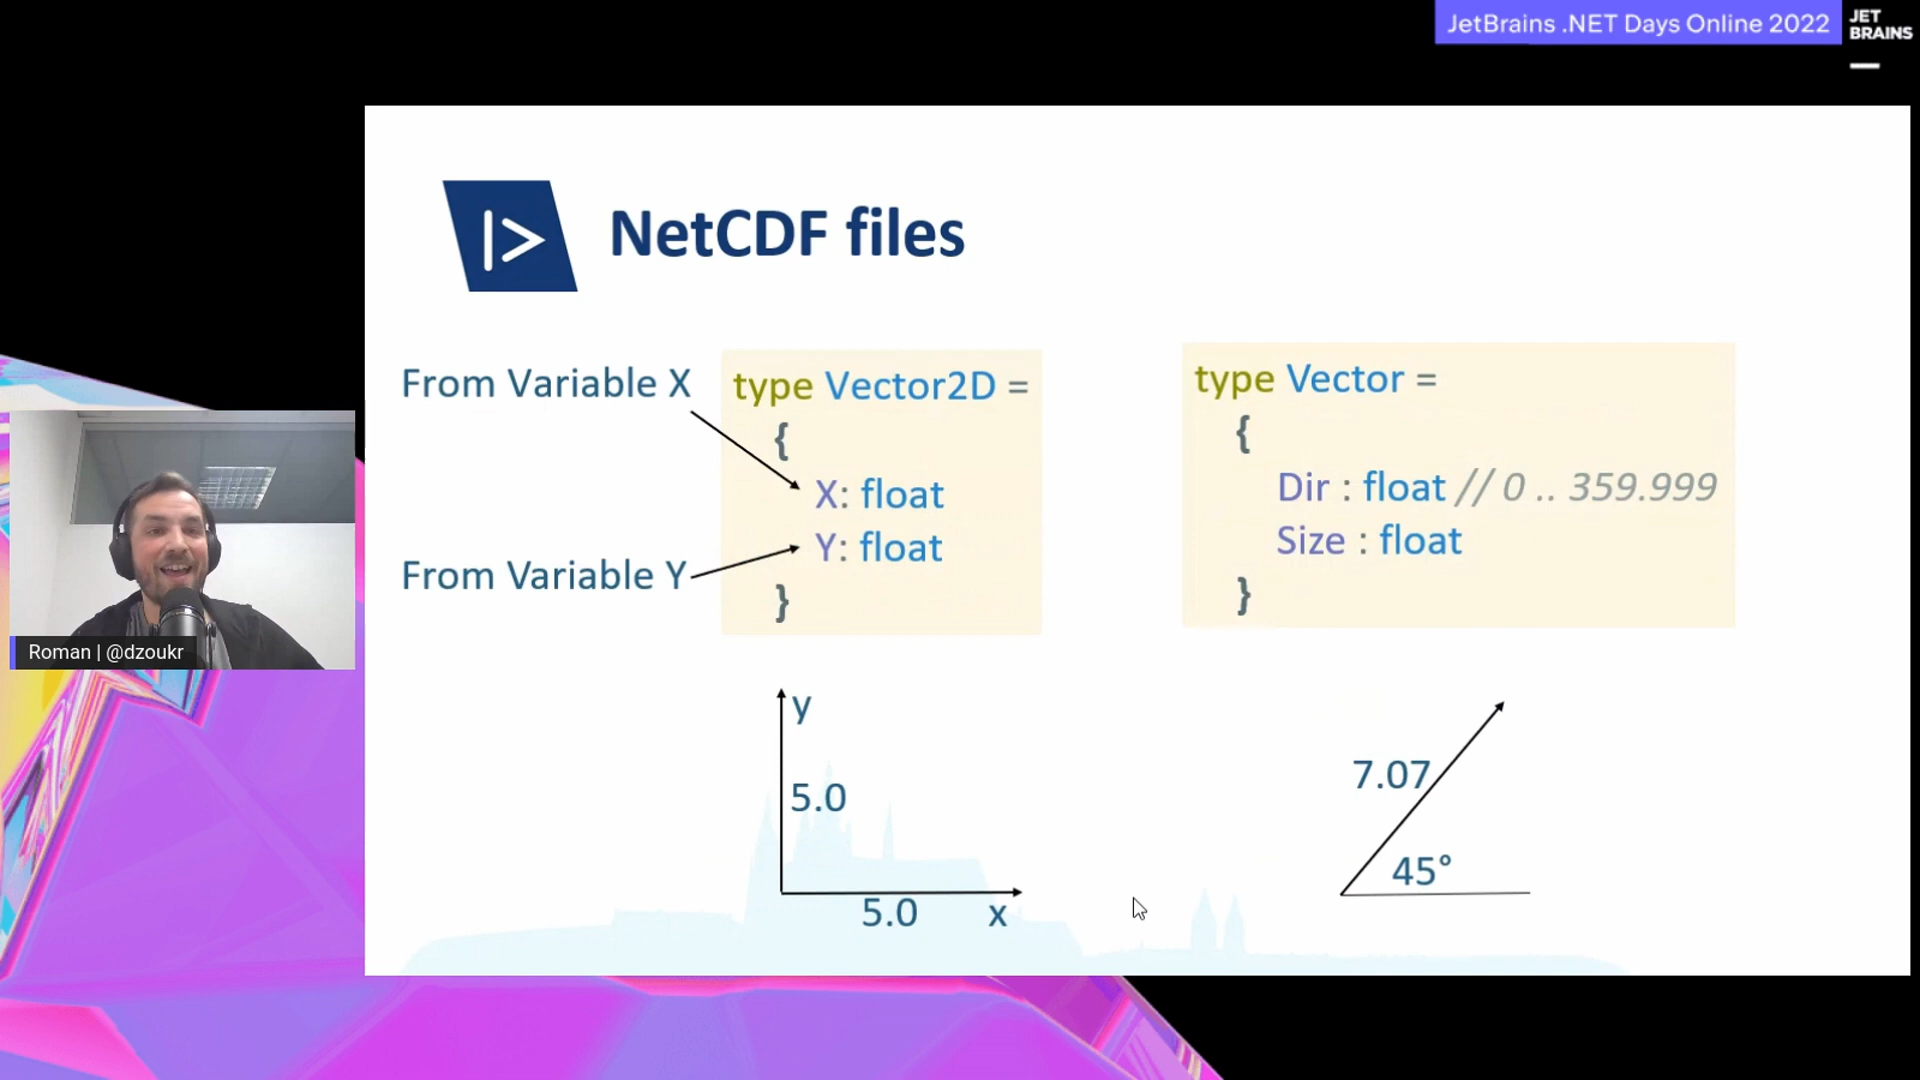 JetBrains .NET Days Online 2022
JET
BRAINS
|> NetCDF files
From Variable X
From Variable Y
type Vector2D =
{
X: float
Y: float
}
type Vector =
{
Dir : float // 0 .. 359.999
Size : float
}
y
5.0
5.0
x
7.07
45°
Roman | @dzoukr